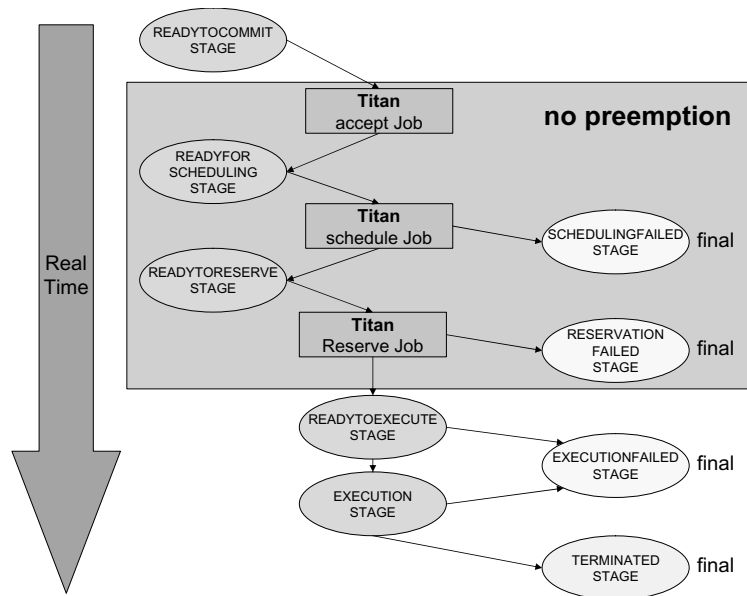 READYTOCOMMIT
STAGE
Titan
accept Job
no preemption
READYFOR
SCHEDULING
STAGE
Titan
schedule Job
SCHEDULINGFAILED
STAGE
final
Real
Time
READYTORESERVE
STAGE
Titan
Reserve Job
RESERVATION
FAILED
STAGE
final
READYTOEXECUTE
STAGE
EXECUTIONFAILED
STAGE
final
EXECUTION
STAGE
TERMINATED
STAGE
final